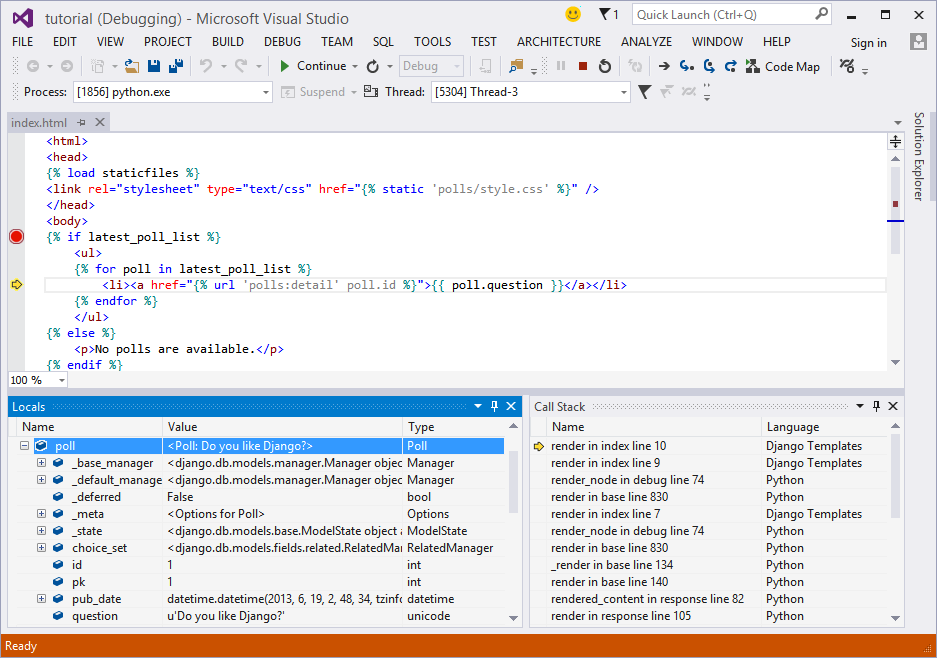 tutorial (Debugging) - Microsoft Visual Studio
1
Quick Launch (Ctrl+Q)
FILE EDIT VIEW PROJECT BUILD DEBUG TEAM SQL TOOLS TEST ARCHITECTURE ANALYZE WINDOW HELP Sign in
Continue Debug Code Map
Process: [1856] python.exe Suspend Thread: [5304] Thread-3
index.html
Solution Explorer
<html>
<head>
{% load staticfiles %}
<link rel="stylesheet" type="text/css" href="{% static 'polls/style.css' %}" />
</head>
<body>
{% if latest_poll_list %}
<ul>
{% for poll in latest_poll_list %}
<li><a href="{% url 'polls:detail' poll.id %}">{{ poll.question }}</a></li>
{% endfor %}
</ul>
{% else %}
<p>No polls are available.</p>
{% endif %}
100 %
Locals
Name Value Type
poll <Poll: Do you like Django?> Poll
_base_manager <django.db.models.manager.Manager objec Manager
_default_manage <django.db.models.manager.Manager objec Manager
_deferred False bool
_meta <Options for Poll> Options
_state <django.db.models.base.ModelState object a ModelState
choice_set <django.db.models.fields.related.RelatedMan RelatedManager
id 1 int
pk 1 int
pub_date datetime.datetime(2013, 6, 19, 2, 48, 34, tzinfo datetime
question u'Do you like Django?' unicode
Call Stack
Name Language
render in index line 10 Django Templates
render in index line 9 Django Templates
render_node in debug line 74 Python
render in base line 830 Python
render in index line 7 Django Templates
render_node in debug line 74 Python
render in base line 830 Python
_render in base line 134 Python
render in base line 140 Python
rendered_content in response line 82 Python
render in response line 105 Python
Ready